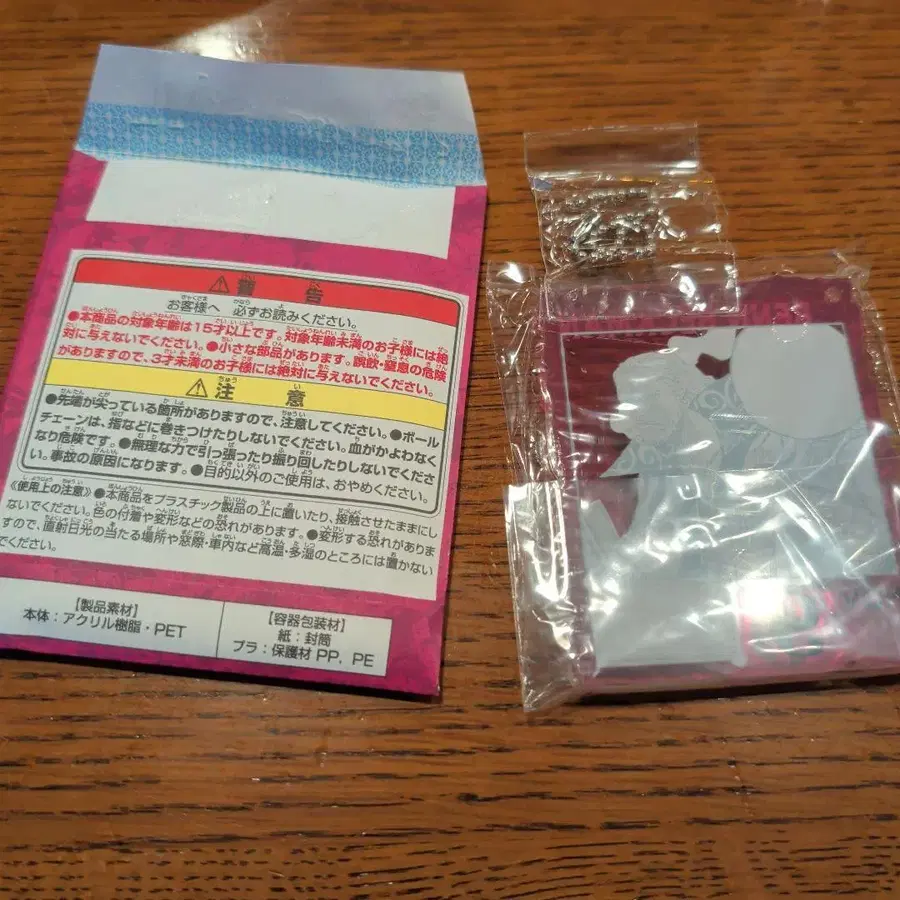 ⚠警告
お客様へ 必ずお読みください。
●本商品の対象年齢は15才以上です。対象年齢未満のお子様には絶
対に与えないでください。●小さな部品があります。誤飲・窒息の危険
がありますので、3才未満のお子様には絶対に与えないでください。
⚠注意
●先端が尖っている箇所がありますので、注意してください。●ボール
チェーンは、指などに巻きつけたりしないでください。血がかよわなく
なり危険です。●無理な力で引っ張ったり振り回したりしないでくださ
い。事故の原因になります。●目的以外のご使用は、おやめください。
《使用上の注意》●本商品をプラスチック製品の上に置いたり、接触させたままにし
ないでください。色の付着や変形などの恐れがあります。●変形する恐れがありま
すので、直射日光の当たる場所や窓際・車内など高温・多湿のところには置かない
でください。
【製品素材】
本体：アクリル樹脂・PET
【容器包装材】
紙：封筒
プラ：保護材 PP, PE